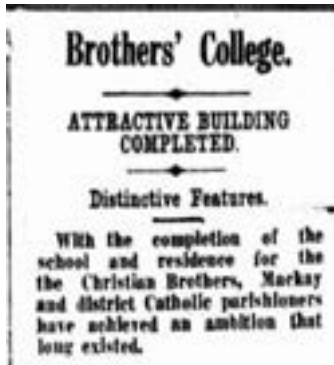 Brothers' College.
ATTRACTIVE BUILDING
COMPLETED.
Distinctive Features.
With the completion of the
school and residence for the
the Christian Brothers, Mackay
and district Catholic parishioners
have achieved an ambition that
long existed.